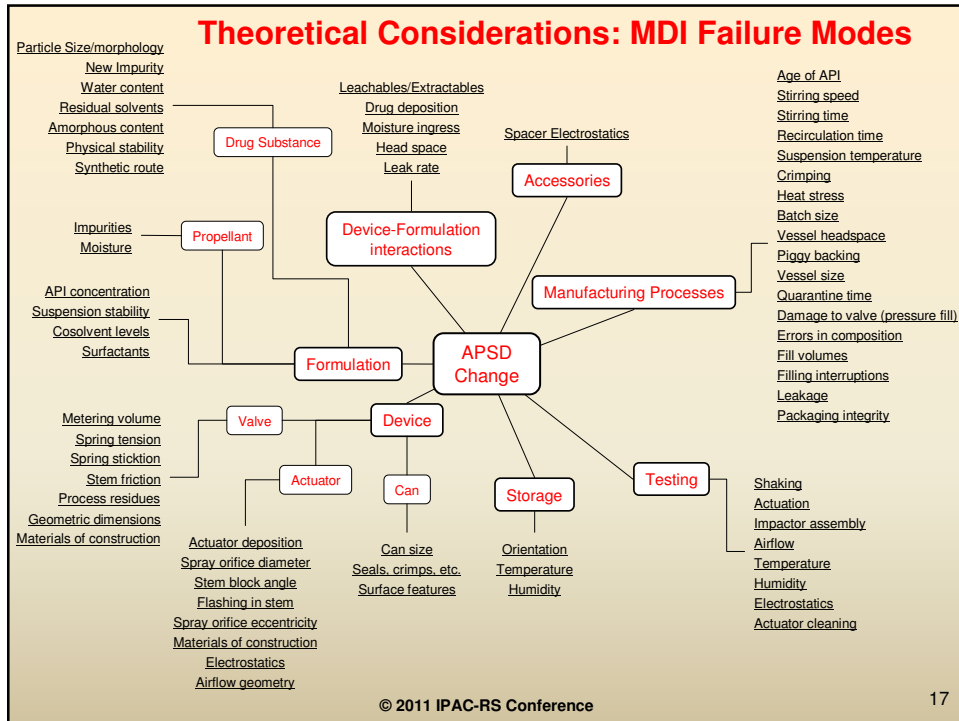 Theoretical Considerations: MDI Failure Modes
Particle Size/morphology
New Impurity
Water content
Residual solvents
Amorphous content
Physical stability
Synthetic route
Drug Substance
Leachables/Extractables
Drug deposition
Moisture ingress
Head space
Leak rate
Device-Formulation
interactions
Spacer Electrostatics
Accessories
Age of API
Stirring speed
Stirring time
Recirculation time
Suspension temperature
Crimping
Heat stress
Batch size
Vessel headspace
Piggy backing
Vessel size
Quarantine time
Damage to valve (pressure fill)
Errors in composition
Fill volumes
Filling interruptions
Leakage
Packaging integrity
Manufacturing Processes
Impurities
Moisture
Propellant
API concentration
Suspension stability
Cosolvent levels
Surfactants
Formulation
APSD
Change
Metering volume
Spring tension
Spring sticktion
Stem friction
Process residues
Geometric dimensions
Materials of construction
Valve
Device
Actuator
Can
Storage
Testing
Actuator deposition
Spray orifice diameter
Stem block angle
Flashing in stem
Spray orifice eccentricity
Materials of construction
Electrostatics
Airflow geometry
Can size
Seals, crimps, etc.
Surface features
Orientation
Temperature
Humidity
Shaking
Actuation
Impactor assembly
Airflow
Temperature
Humidity
Electrostatics
Actuator cleaning
© 2011 IPAC-RS Conference
17